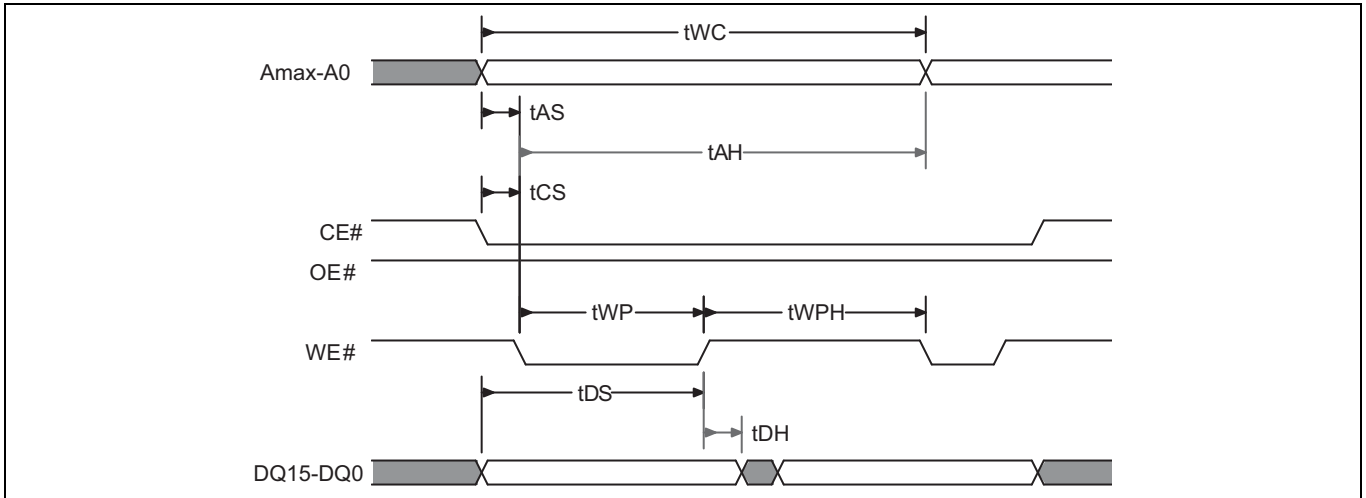 tWC
Amax-A0
tAS
tAH
tCS
CE#
OE#
tWP
tWPH
WE#
tDS
tDH
DQ15-DQ0